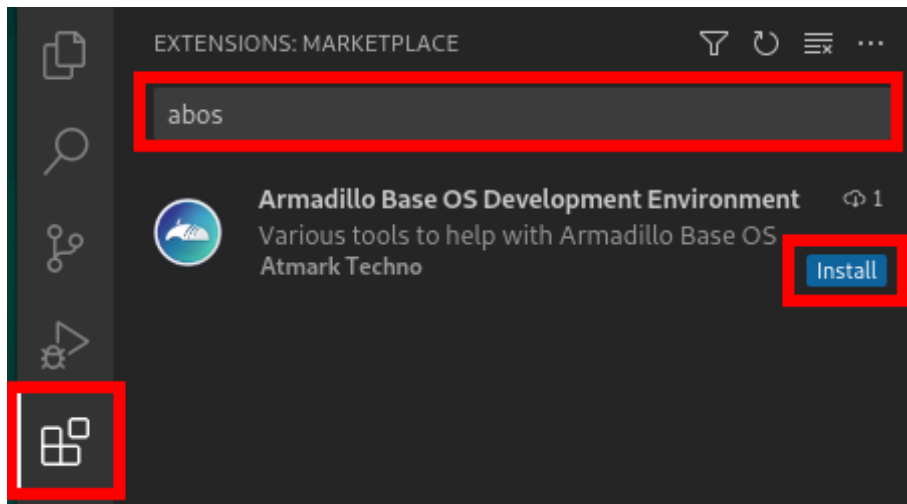 EXTENSIONS: MARKETPLACE
abos
Armadillo Base OS Development Environment 1
Various tools to help with Armadillo Base OS
Atmark Techno
Install